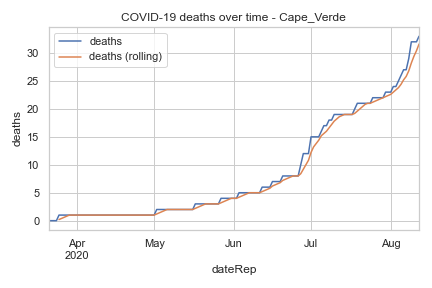 COVID-19 deaths over time - Cape_Verde
deaths
deaths (rolling)
deaths
30
25
20
15
10
5
0
Apr
2020
May
Jun
Jul
Aug
dateRep